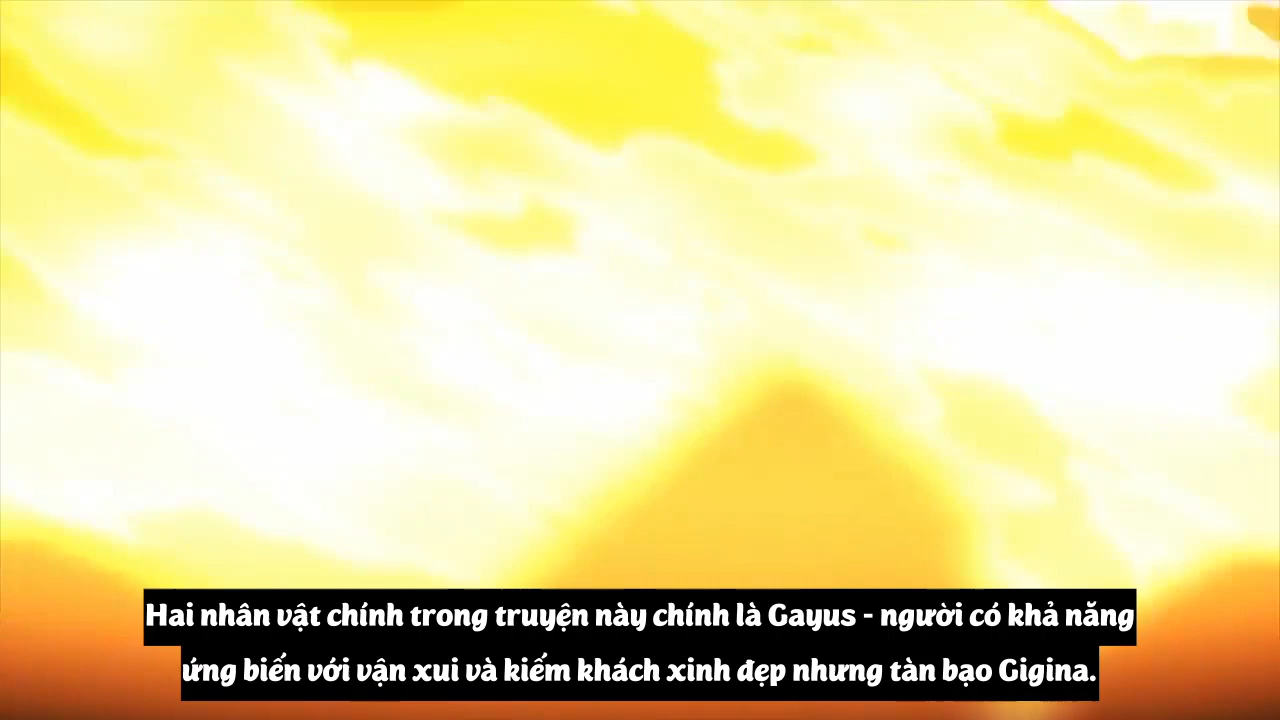 Hai nhân vật chính trong truyện này chính là Gayus - người có khả năng
ứng biến với vận xui và kiếm khách xinh đẹp nhưng tàn bạo Gigina.